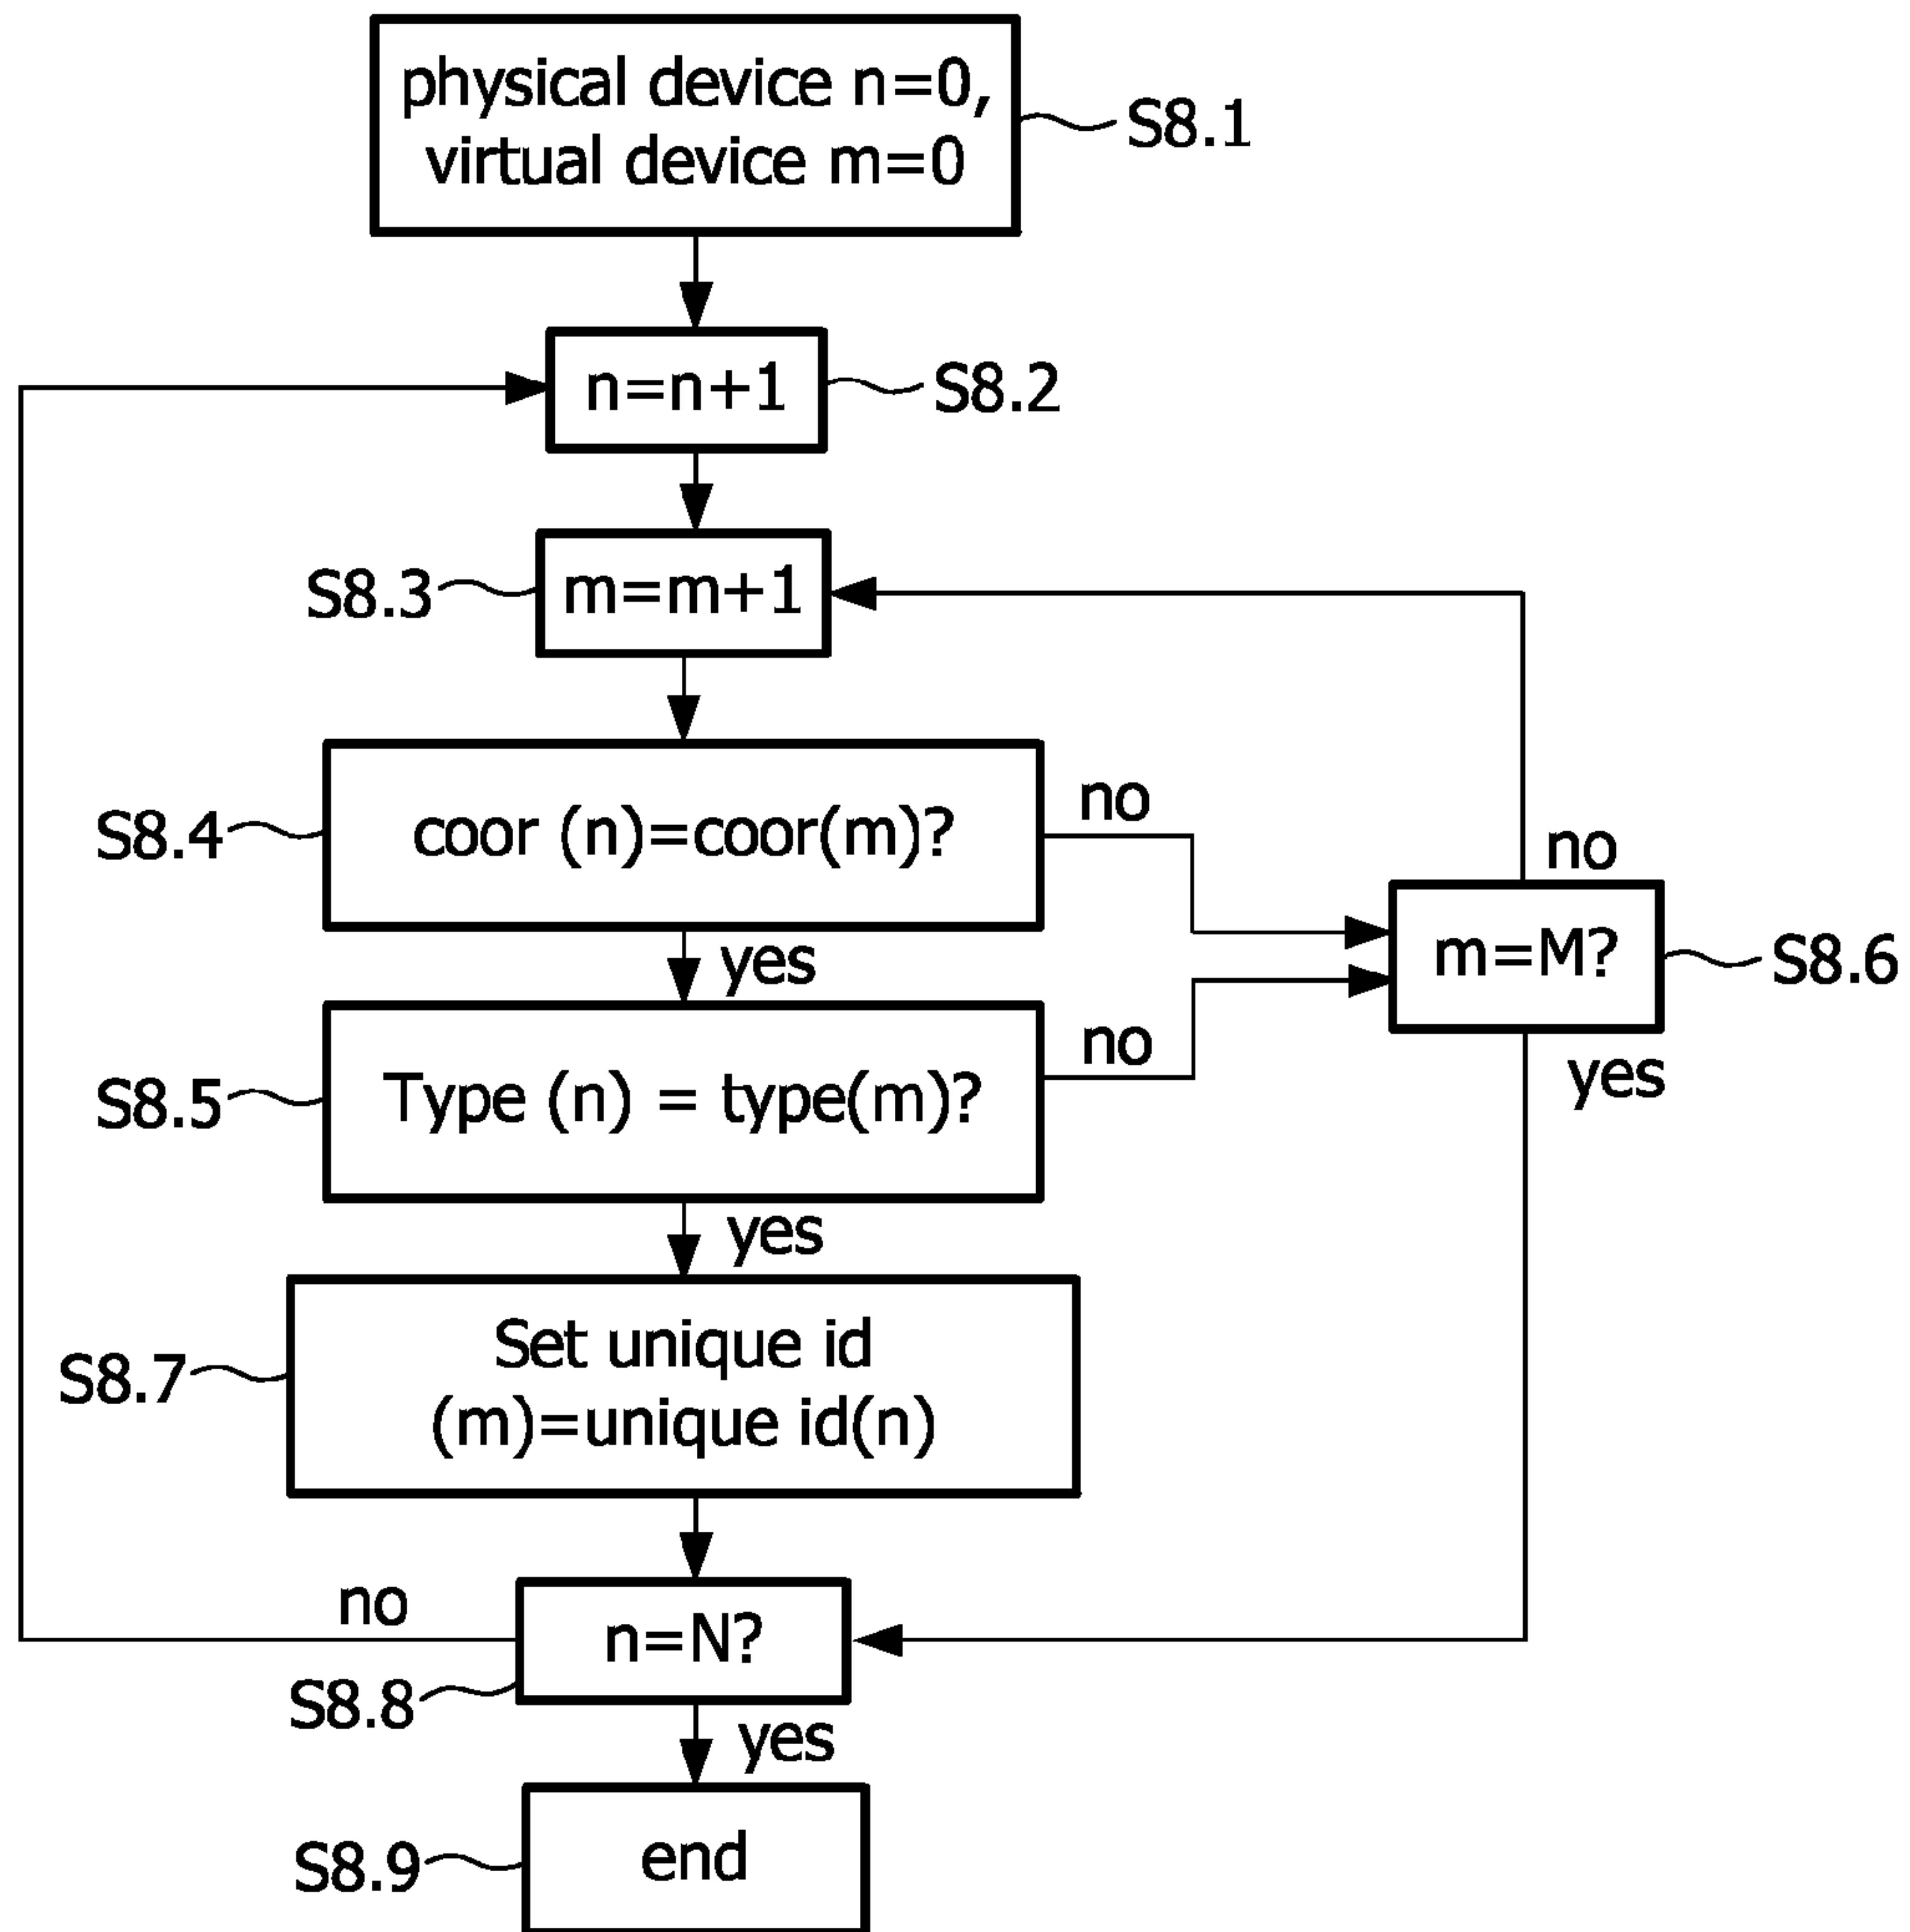 physical device n=0,
virtual device m=0
S8.1
n=n+1
S8.2
S8.3
m=m+1
S8.4
coor (n)=coor(m)?
no
yes
no
m=M?
S8.6
yes
S8.5
Type (n) = type(m)?
no
yes
S8.7
Set unique id
(m)=unique id(n)
no
n=N?
S8.8
yes
S8.9
end